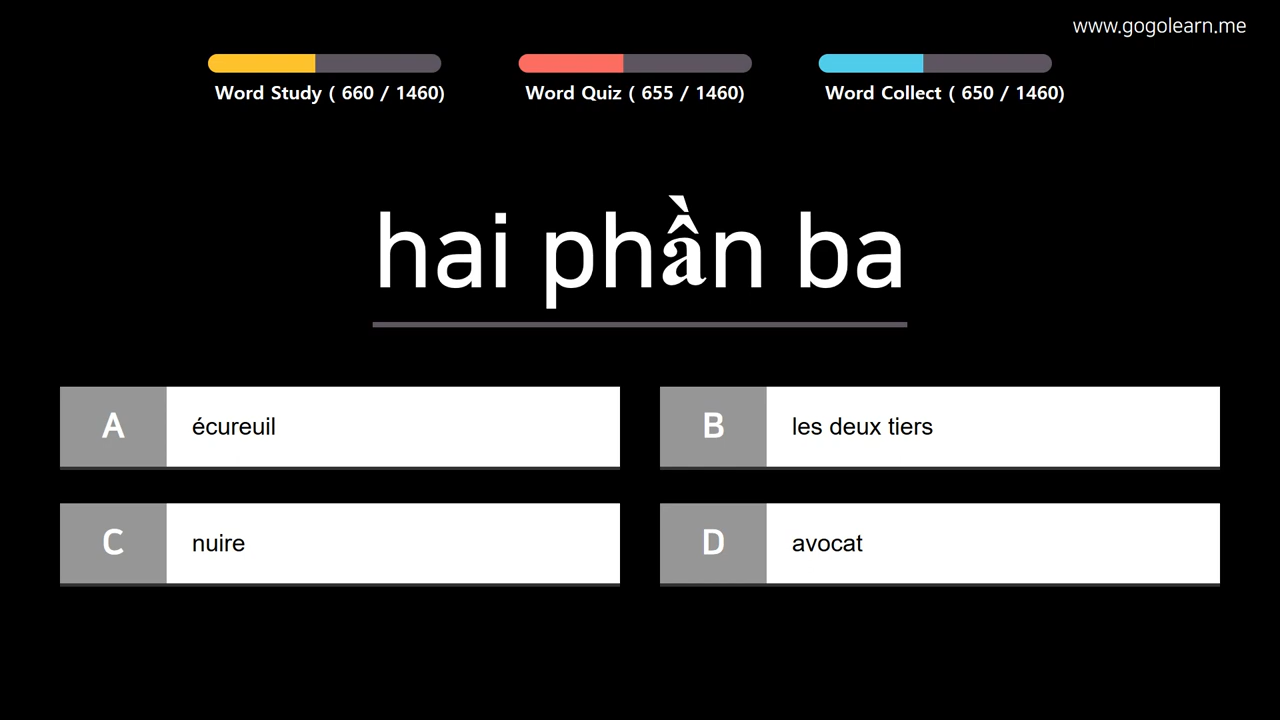 www.gogolearn.me
Word Study ( 660 / 1460)
Word Quiz ( 655 / 1460)
Word Collect ( 650 / 1460)
hai phần ba
A
écureuil
B
les deux tiers
C
nuire
D
avocat